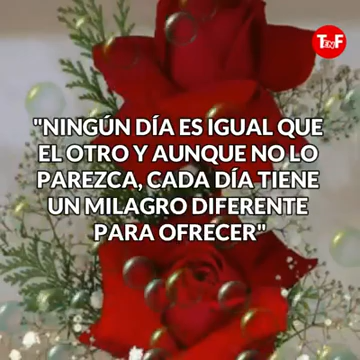 "NINGÚN DÍA ES IGUAL QUE
EL OTRO Y AUNQUE NO LO
PAREZCA, CADA DÍA TIENE
UN MILAGRO DIFERENTE
PARA OFRECER"